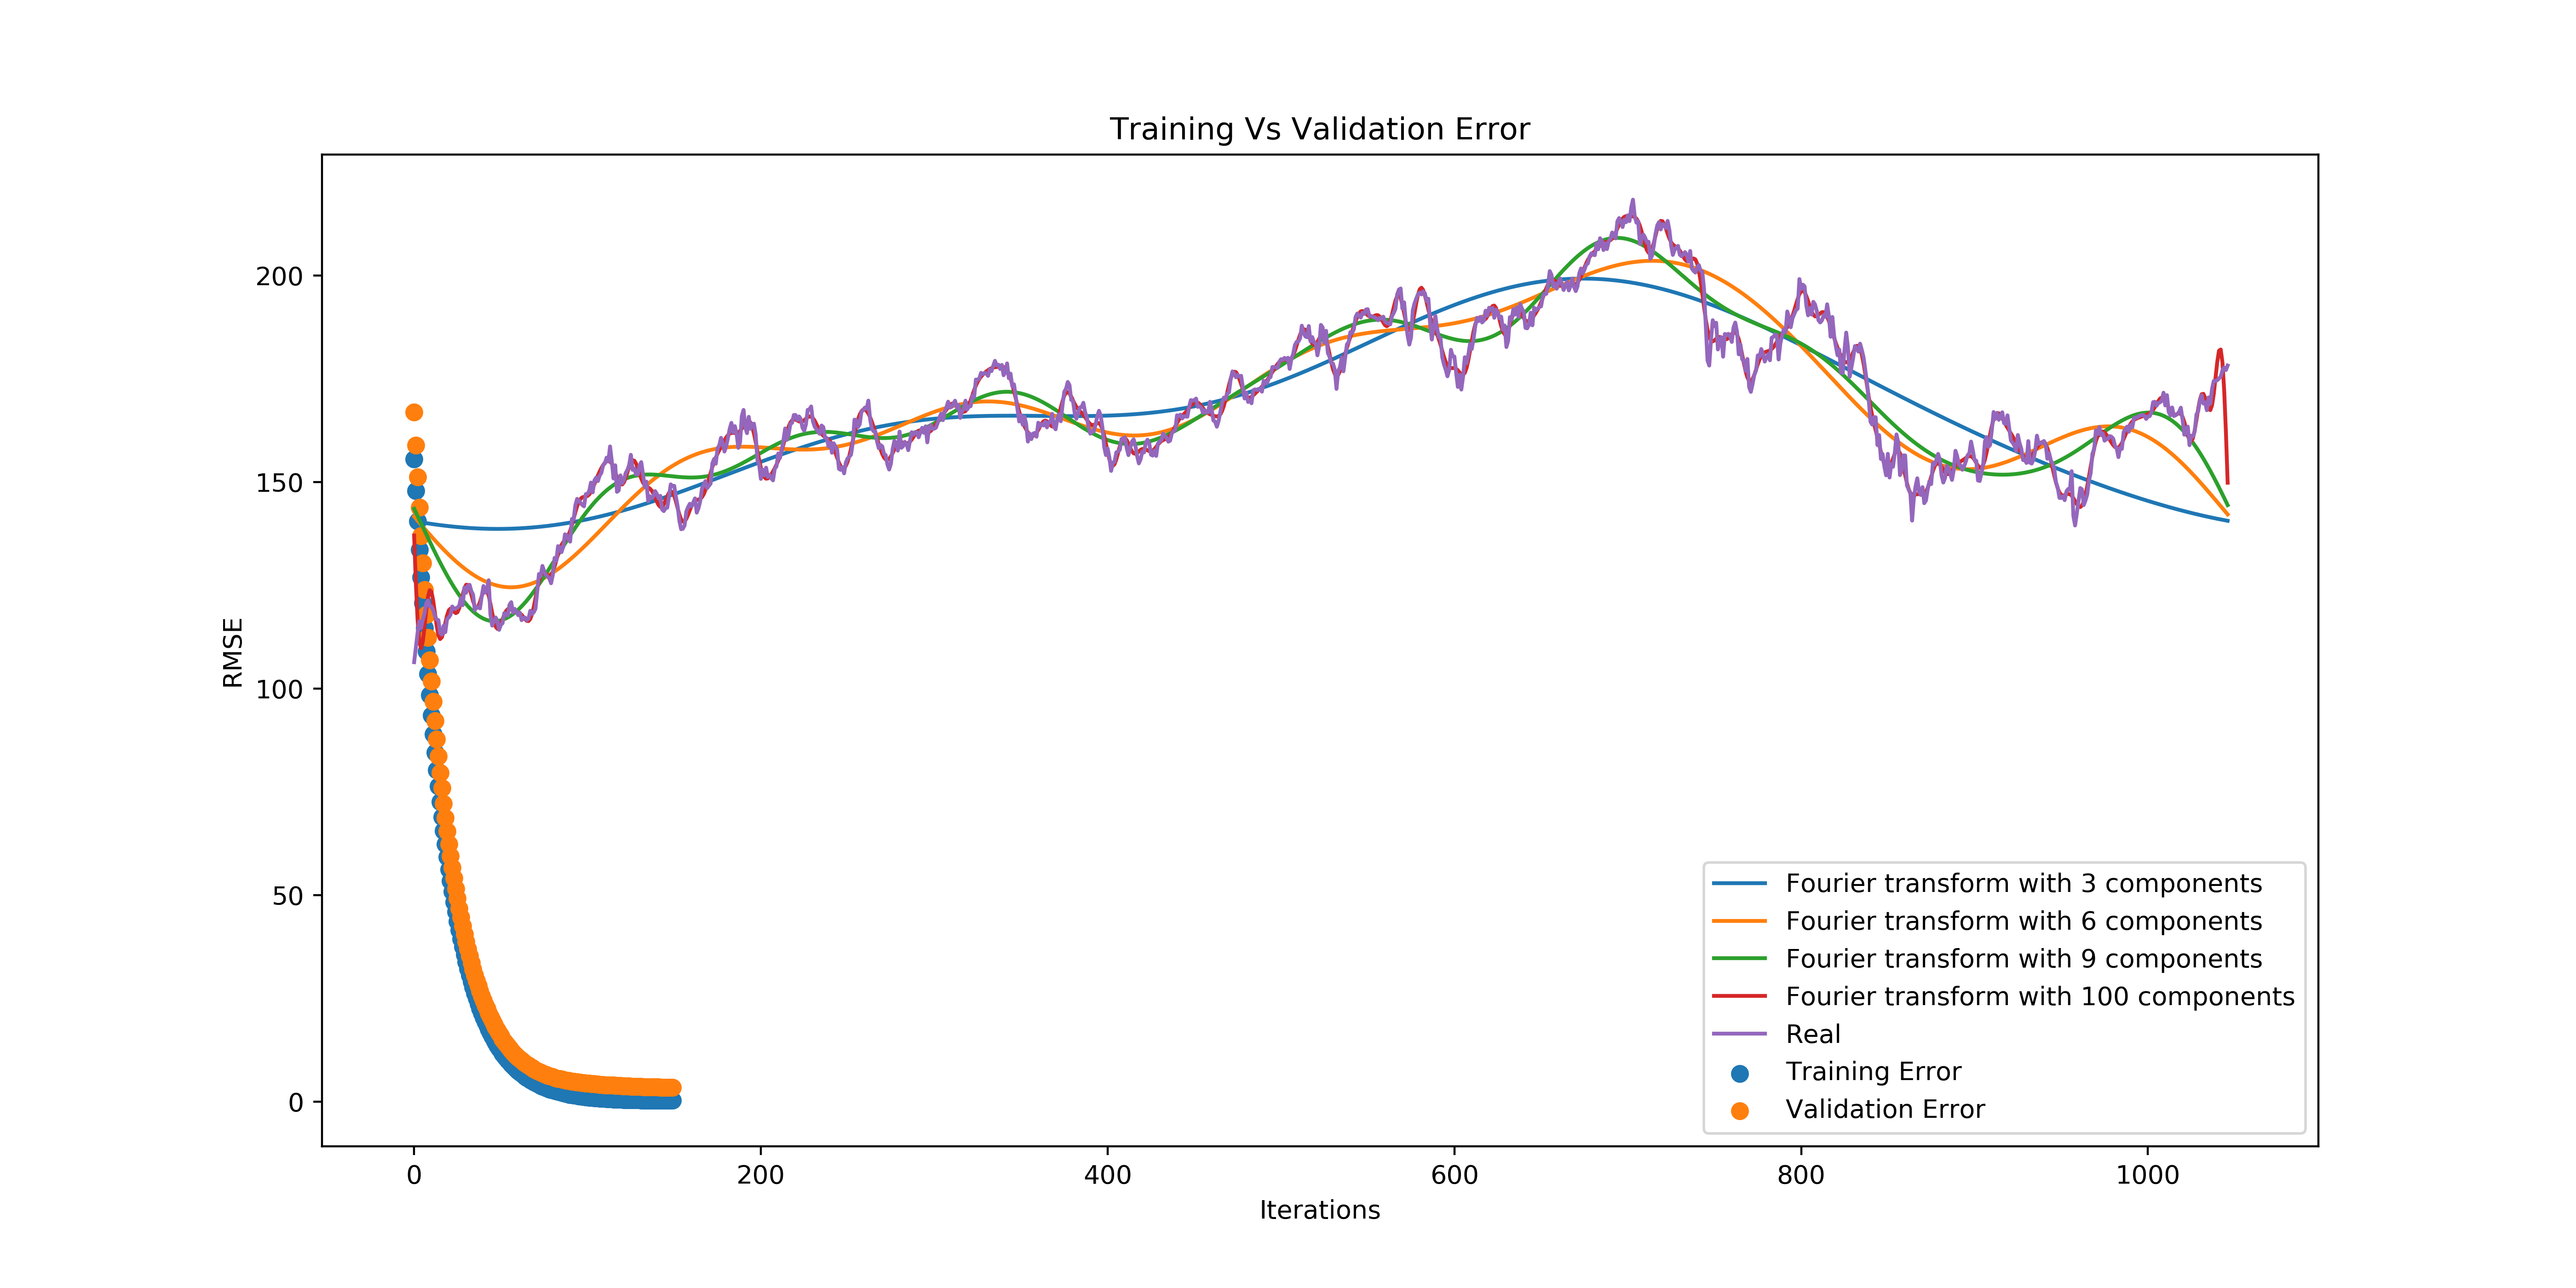 Training Vs Validation Error
RMSE
200
150
100
50
0
0
200
400
600
800
1000
Iterations
Fourier transform with 3 components
Fourier transform with 6 components
Fourier transform with 9 components
Fourier transform with 100 components
Real
Training Error
Validation Error